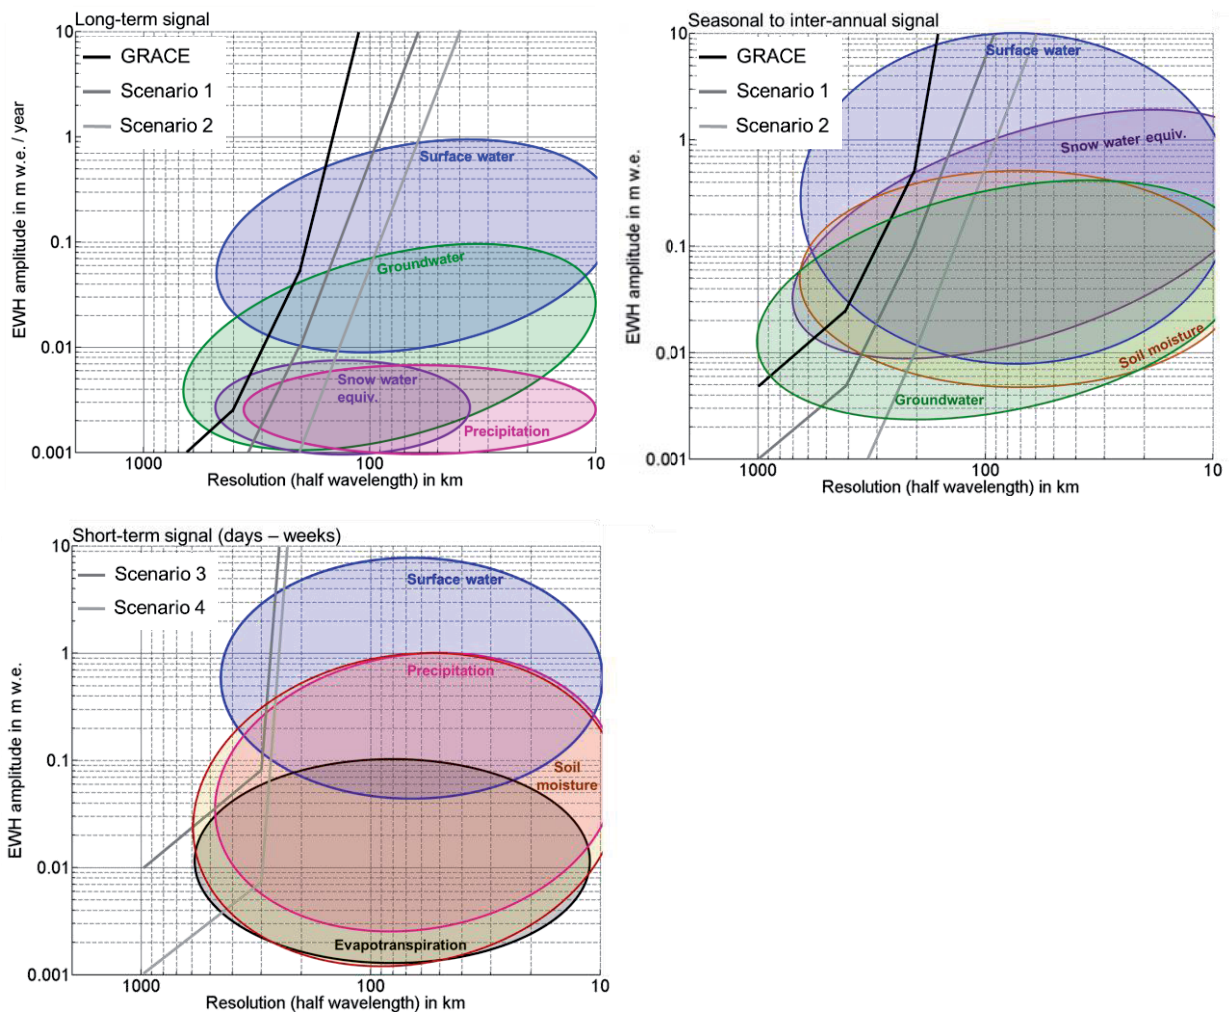 Long-term signal
10
GRACE
Scenario 1
Scenario 2
1
Surface water
0.1
Groundwater
0.01
Snow water
equiv.
Precipitation
0.001
1000
100
10
Resolution (half wavelength) in km
EWH amplitude in m w.e. / year
Seasonal to inter-annual signal
10
Surface water
GRACE
Scenario 1
Scenario 2
1
Snow water equiv.
0.1
0.01
Soil moisture
Groundwater
0.001
1000
100
10
Resolution (half wavelength) in km
EWH amplitude in m w.e.
Short-term signal (days – weeks)
10
Scenario 3
Scenario 4
Surface water
1
Precipitation
0.1
Soil
moisture
0.01
Evapotranspiration
0.001
1000
100
10
Resolution (half wavelength) in km
EWH amplitude in m w.e.